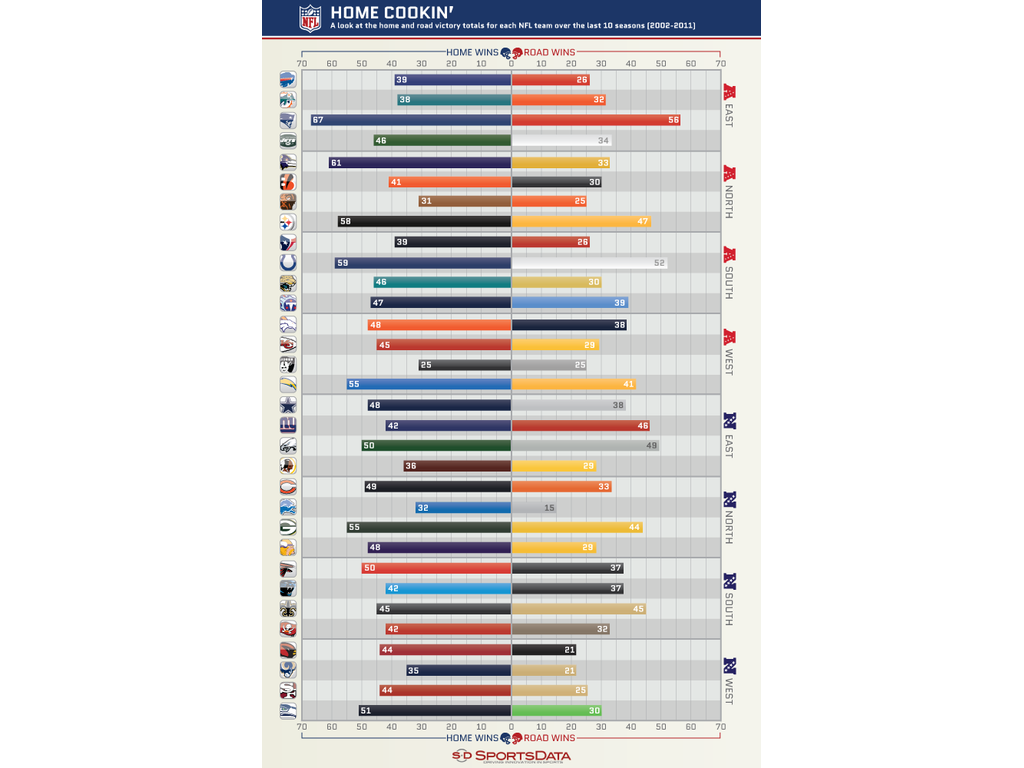 NFL
HOME COOKIN'
A look at the home and road victory totals for each NFL team over the last 10 seasons [2002-2011]
HOME WINS ROAD WINS
70 60 50 40 30 20 10 0 10 20 30 40 50 60 70
39 26
38 32
67 56
46 34
EAST
61 33
41 30
31 25
58 47
NORTH
39 26
59 52
46 30
47 39
SOUTH
48 38
45 29
25 25
55 41
WEST
48 38
42 46
50 49
36 29
EAST
49 33
32 15
55 44
48 29
NORTH
50 37
42 37
45 45
42 32
SOUTH
44 21
35 21
44 25
51 30
WEST
70 60 50 40 30 20 10 0 10 20 30 40 50 60 70
HOME WINS ROAD WINS
SD SPORTSDATA
DRIVING INNOVATION IN SPORTS